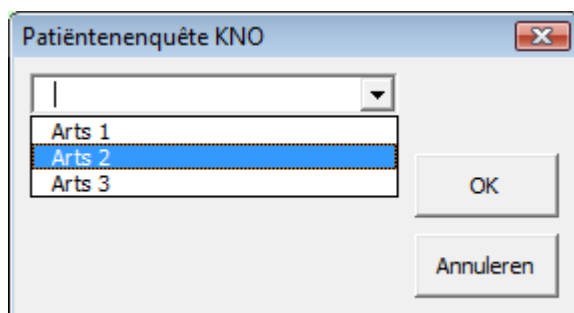 Patiëntenenquête KNO
Arts 1
Arts 2
Arts 3
OK
Annuleren